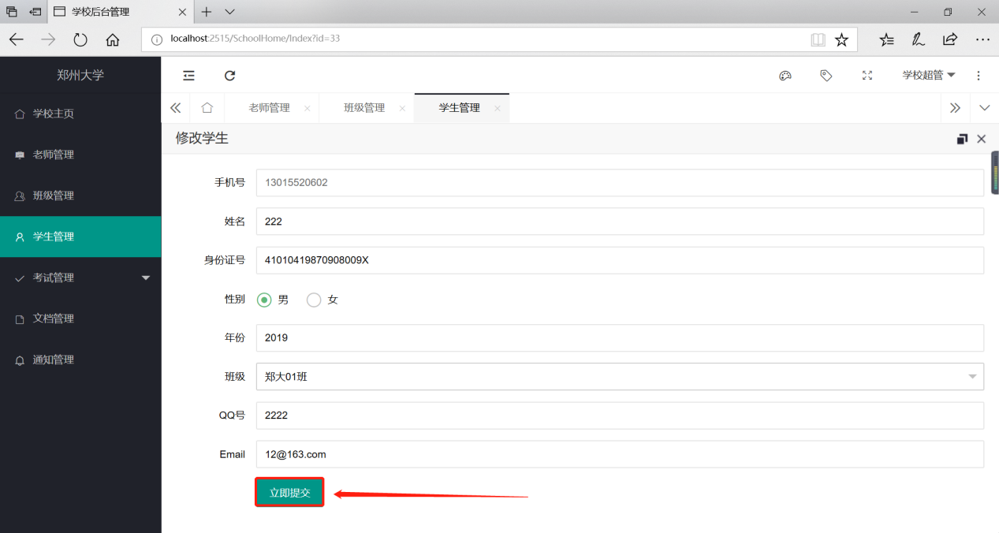 学校后台管理
localhost:2515/SchoolHome/Index?id=33
郑州大学
学校超管
学校主页
老师管理
班级管理
学生管理
考试管理
文档管理
通知管理
老师管理
班级管理
学生管理
修改学生
手机号 13015520602
姓名 222
身份证号 41010419870908009X
性别 男 女
年份 2019
班级 郑大01班
QQ号 2222
Email 12@163.com
立即提交